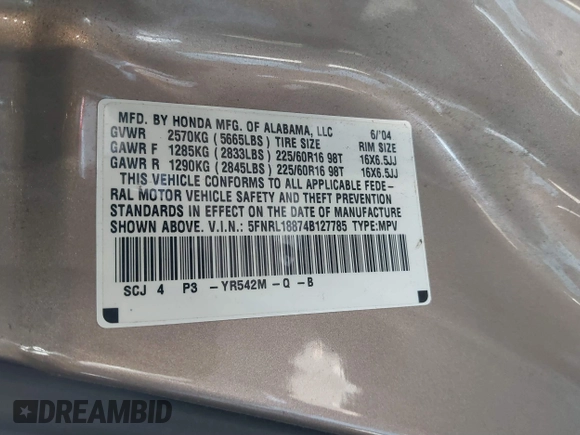 MFD. BY HONDA MFG. OF ALABAMA, LLC 6/'04
GVWR 2570KG ( 5665LBS ) TIRE SIZE RIM SIZE
GAWR F 1285KG ( 2833LBS ) 225/60R16 98T 16X6.5JJ
GAWR R 1290KG ( 2845LBS ) 225/60R16 98T 16X6.5JJ
THIS VEHICLE CONFORMS TO ALL APPLICABLE FEDE-
RAL MOTOR VEHICLE SAFETY AND THEFT PREVENTION
STANDARDS IN EFFECT ON THE DATE OF MANUFACTURE
SHOWN ABOVE. V.I.N.: 5FNRL18874B127785 TYPE:MPV
SCJ 4 P3 -YR542M -Q -B
DREAMBID